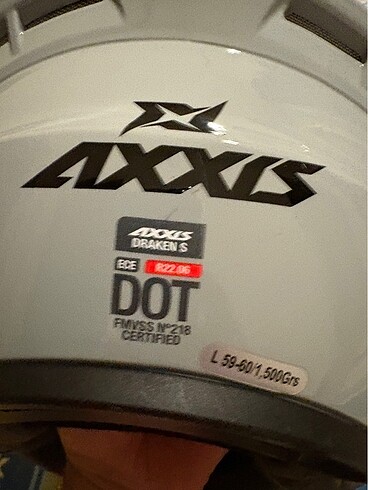 AXXIS
AXXIS
DRAKEN S
ECE R22.06
DOT
FMVSS Nº218
CERTIFIED
L 59-60/1,500Grs